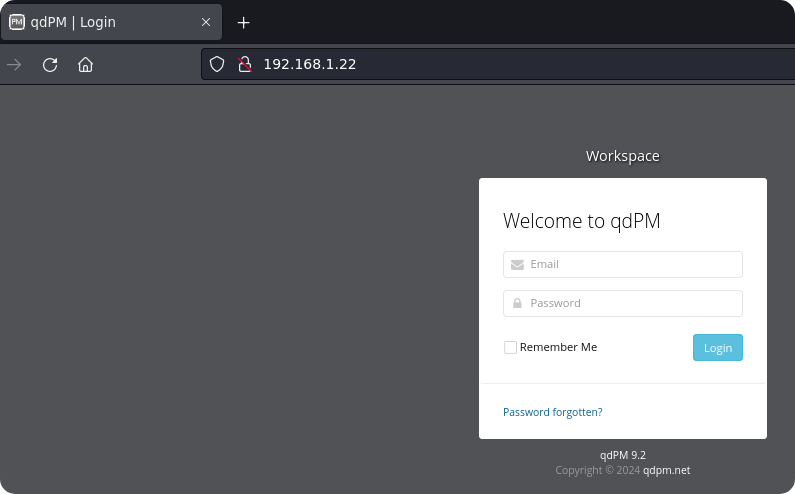 PM qdPM | Login
192.168.1.22
Workspace
Welcome to qdPM
Email
Password
Remember Me
Login
Password forgotten?
qdPM 9.2
Copyright © 2024 qdpm.net